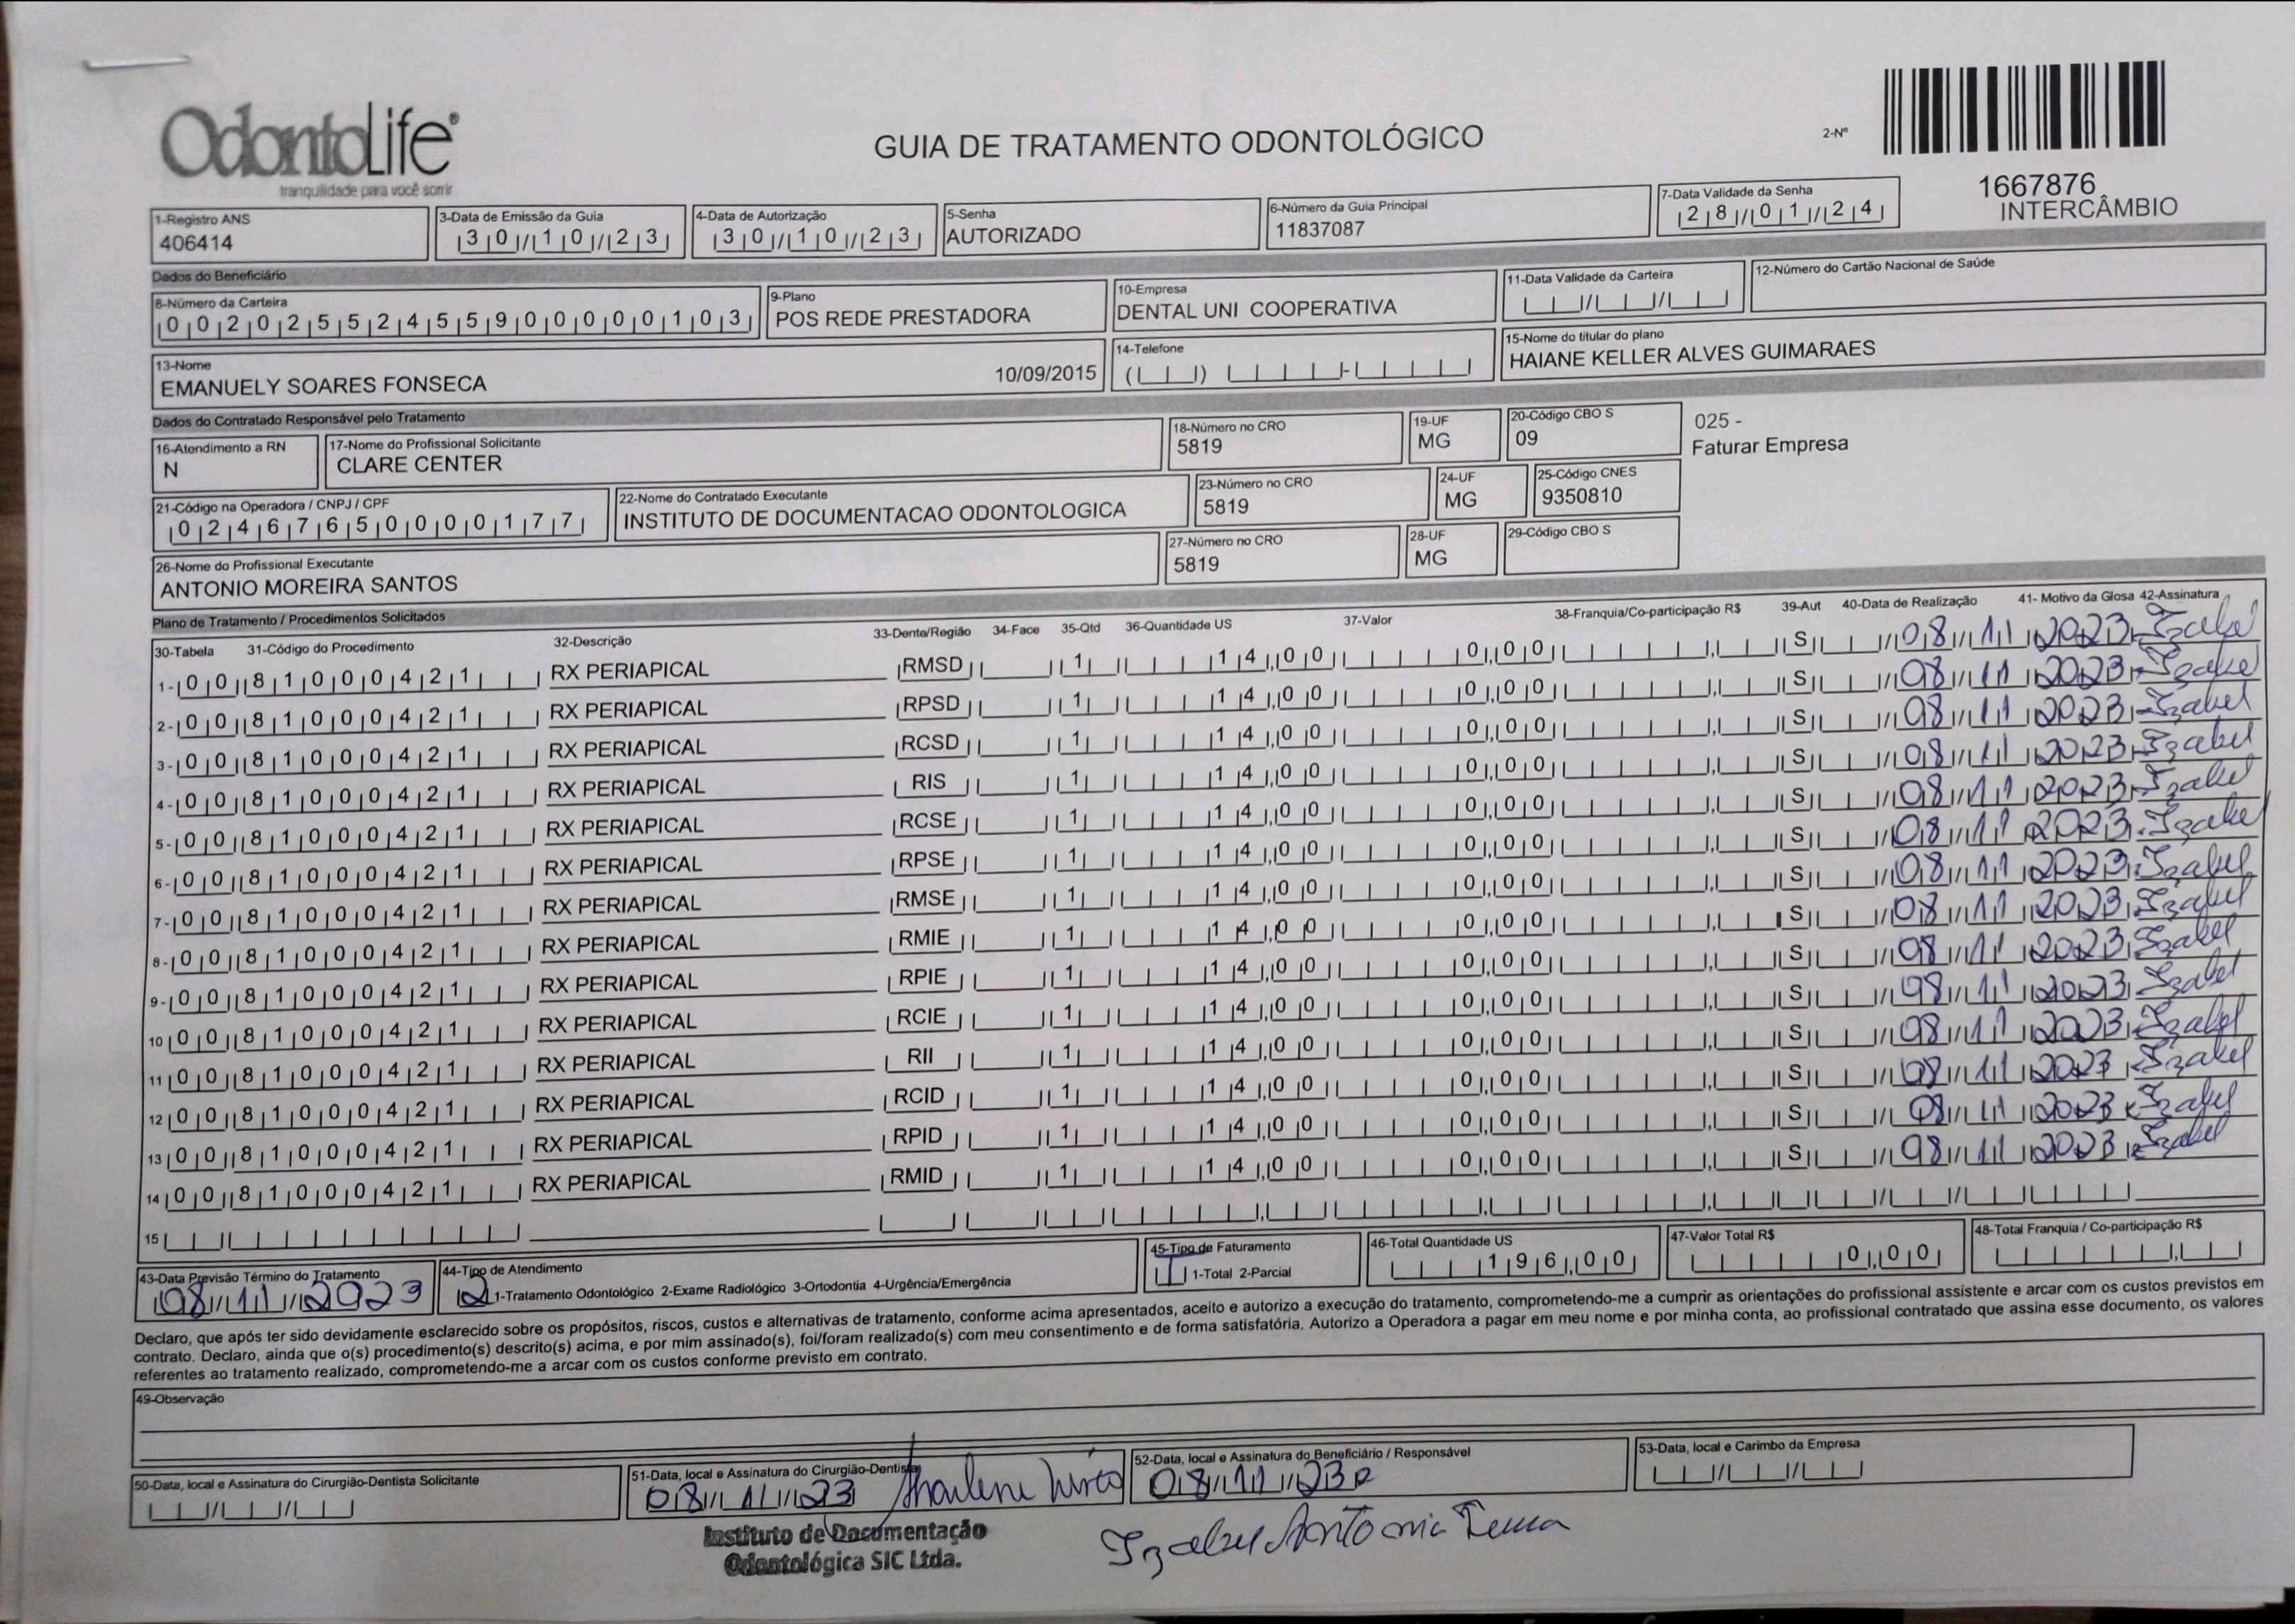 OdontoLife®
tranquilidade para você sorrir
GUIA DE TRATAMENTO ODONTOLÓGICO
2-Nº
1667876
INTERCÂMBIO
1-Registro ANS
406414
3-Data de Emissão da Guia
30/10/23
4-Data de Autorização
30/10/23
5-Senha
AUTORIZADO
6-Número da Guia Principal
11837087
7-Data Validade da Senha
28/01/24
Dados do Beneficiário
8-Número da Carteira
00202552455900000103
9-Plano
POS REDE PRESTADORA
10-Empresa
DENTAL UNI COOPERATIVA
11-Data Validade da Carteira
12-Número do Cartão Nacional de Saúde
13-Nome
EMANUELY SOARES FONSECA 10/09/2015
14-Telefone
15-Nome do titular do plano
HAIANE KELLER ALVES GUIMARAES
Dados do Contratado Responsável pelo Tratamento
16-Atendimento a RN
N
17-Nome do Profissional Solicitante
CLARE CENTER
18-Número no CRO
5819
19-UF
MG
20-Código CBO S
09
025 -
Faturar Empresa
21-Código na Operadora / CNPJ / CPF
02467650000177
22-Nome do Contratado Executante
INSTITUTO DE DOCUMENTACAO ODONTOLOGICA
23-Número no CRO
5819
24-UF
MG
25-Código CNES
9350810
26-Nome do Profissional Executante
ANTONIO MOREIRA SANTOS
27-Número no CRO
5819
28-UF
MG
29-Código CBO S
Plano de Tratamento / Procedimentos Solicitados
30-Tabela 31-Código do Procedimento 32-Descrição 33-Dente/Região 34-Face 35-Qtd 36-Quantidade US 37-Valor 38-Franquia/Co-participação R$ 39-Aut 40-Data de Realização 41- Motivo da Glosa 42-Assinatura
1- 00 81000421 RX PERIAPICAL RMSD 1 14,00 0,00 S 08/11/2023 Izabel
2- 00 81000421 RX PERIAPICAL RPSD 1 14,00 0,00 S 08/11/2023 Izabel
3- 00 81000421 RX PERIAPICAL RCSD 1 14,00 0,00 S 08/11/2023 Izabel
4- 00 81000421 RX PERIAPICAL RIS 1 14,00 0,00 S 08/11/2023 Izabel
5- 00 81000421 RX PERIAPICAL RCSE 1 14,00 0,00 S 08/11/2023 Izabel
6- 00 81000421 RX PERIAPICAL RPSE 1 14,00 0,00 S 08/11/2023 Izabel
7- 00 81000421 RX PERIAPICAL RMSE 1 14,00 0,00 S 08/11/2023 Izabel
8- 00 81000421 RX PERIAPICAL RMIE 1 14,00 0,00 S 08/11/2023 Izabel
9- 00 81000421 RX PERIAPICAL RPIE 1 14,00 0,00 S 08/11/2023 Izabel
10 00 81000421 RX PERIAPICAL RCIE 1 14,00 0,00 S 08/11/2023 Izabel
11 00 81000421 RX PERIAPICAL RII 1 14,00 0,00 S 08/11/2023 Izabel
12 00 81000421 RX PERIAPICAL RCID 1 14,00 0,00 S 08/11/2023 Izabel
13 00 81000421 RX PERIAPICAL RPID 1 14,00 0,00 S 08/11/2023 Izabel
14 00 81000421 RX PERIAPICAL RMID 1 14,00 0,00 S 08/11/2023 Izabel
15
43-Data Previsão Término do Tratamento
08/11/2023
44-Tipo de Atendimento
2 1-Tratamento Odontológico 2-Exame Radiológico 3-Ortodontia 4-Urgência/Emergência
45-Tipo de Faturamento
1-Total 2-Parcial
46-Total Quantidade US
196,00
47-Valor Total R$
0,00
48-Total Franquia / Co-participação R$
Declaro, que após ter sido devidamente esclarecido sobre os propósitos, riscos, custos e alternativas de tratamento, conforme acima apresentados, aceito e autorizo a execução do tratamento, comprometendo-me a cumprir as orientações do profissional assistente e arcar com os custos previstos em
contrato. Declaro, ainda que o(s) procedimento(s) descrito(s) acima, e por mim assinado(s), foi/foram realizado(s) com meu consentimento e de forma satisfatória. Autorizo a Operadora a pagar em meu nome e por minha conta, ao profissional contratado que assina esse documento, os valores
referentes ao tratamento realizado, comprometendo-me a arcar com os custos conforme previsto em contrato.
49-Observação
50-Data, local e Assinatura do Cirurgião-Dentista Solicitante
51-Data, local e Assinatura do Cirurgião-Dentista
08/11/23
52-Data, local e Assinatura do Beneficiário / Responsável
08/11/23
53-Data, local e Carimbo da Empresa
Instituto de Documentação
Odontológica SIC Ltda.
Izabel Antonia